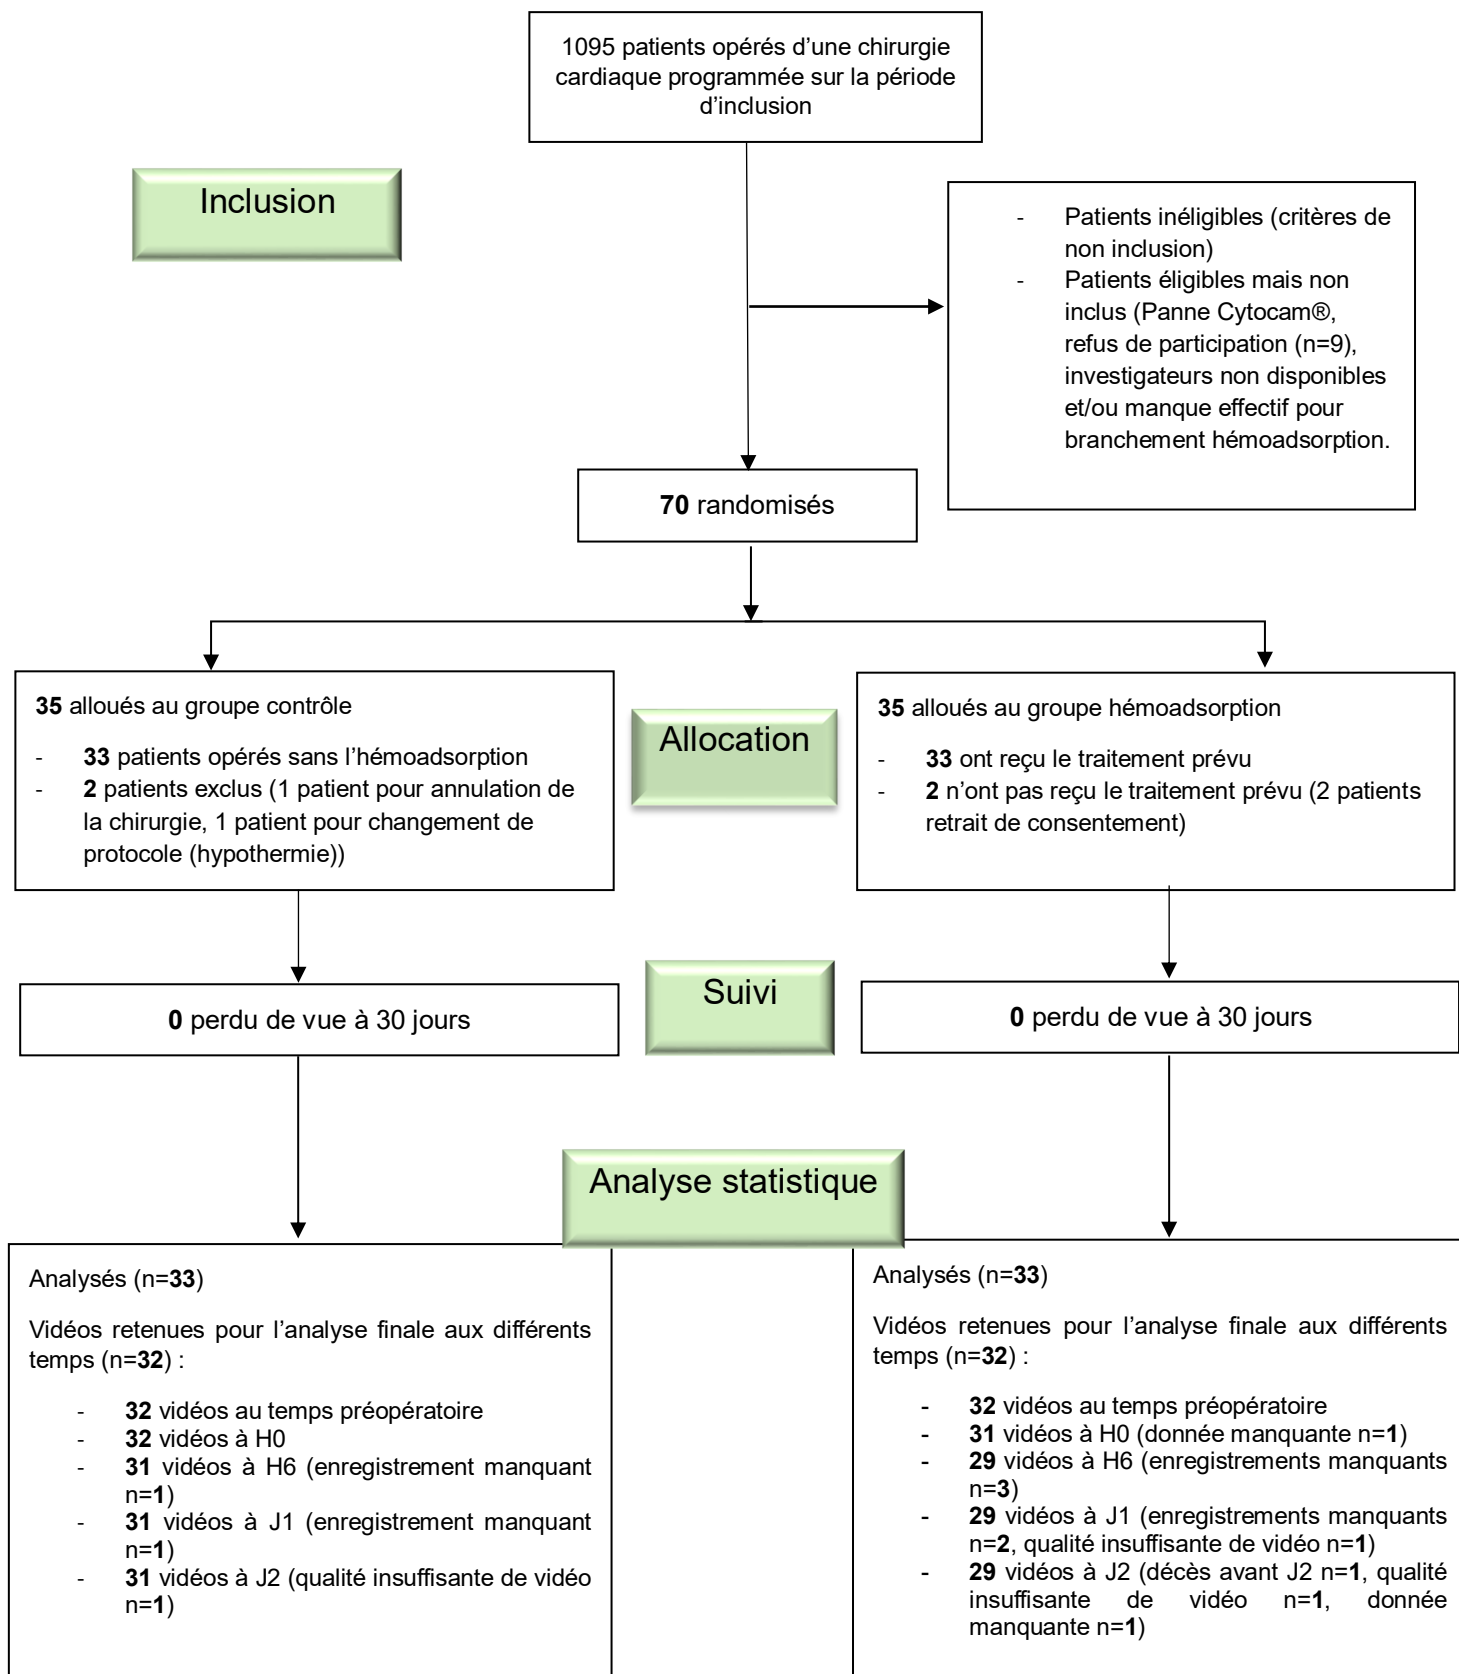 1095 patients opérés d’une chirurgie
cardiaque programmée sur la période
d’inclusion
Inclusion
- Patients inéligibles (critères de
non inclusion)
- Patients éligibles mais non
inclus (Panne Cytocam®,
refus de participation (n=9),
investigateurs non disponibles
et/ou manque effectif pour
branchement hémoadsorption.
70 randomisés
35 alloués au groupe contrôle
- 33 patients opérés sans l’hémoadsorption
- 2 patients exclus (1 patient pour annulation de
la chirurgie, 1 patient pour changement de
protocole (hypothermie))
Allocation
35 alloués au groupe hémoadsorption
- 33 ont reçu le traitement prévu
- 2 n’ont pas reçu le traitement prévu (2 patients
retrait de consentement)
Suivi
0 perdu de vue à 30 jours
0 perdu de vue à 30 jours
Analyse statistique
Analysés (n=33)
Vidéos retenues pour l’analyse finale aux différents
temps (n=32) :
- 32 vidéos au temps préopératoire
- 32 vidéos à H0
- 31 vidéos à H6 (enregistrement manquant
n=1)
- 31 vidéos à J1 (enregistrement manquant
n=1)
- 31 vidéos à J2 (qualité insuffisante de vidéo
n=1)
Analysés (n=33)
Vidéos retenues pour l’analyse finale aux différents
temps (n=32) :
- 32 vidéos au temps préopératoire
- 31 vidéos à H0 (donnée manquante n=1)
- 29 vidéos à H6 (enregistrements manquants
n=3)
- 29 vidéos à J1 (enregistrements manquants
n=2, qualité insuffisante de vidéo n=1)
- 29 vidéos à J2 (décès avant J2 n=1, qualité
insuffisante de vidéo n=1, donnée
manquante n=1)